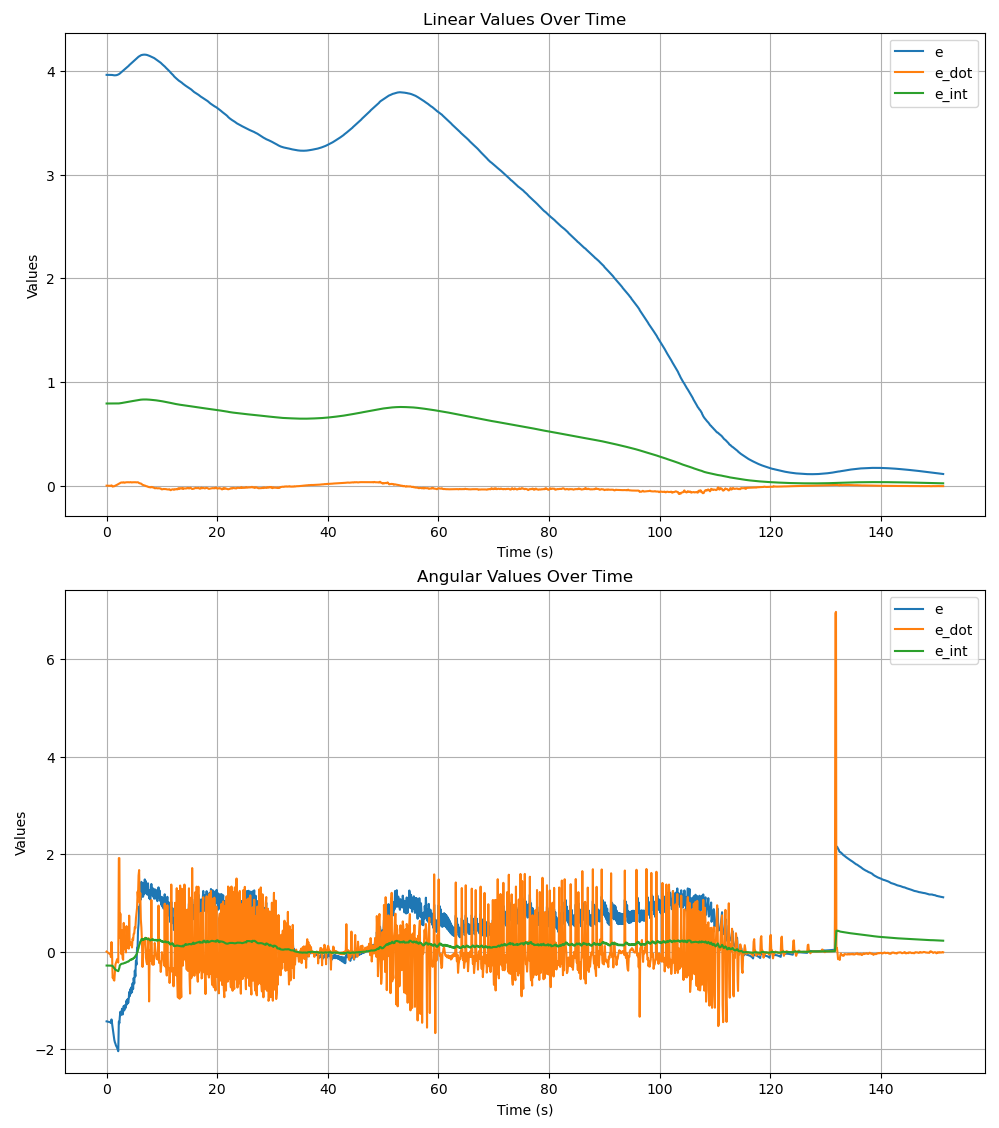 Linear Values Over Time
e
e_dot
e_int
4
3
2
1
0
Values
0 20 40 60 80 100 120 140
Time (s)
Angular Values Over Time
e
e_dot
e_int
6
4
2
0
−2
Values
0 20 40 60 80 100 120 140
Time (s)